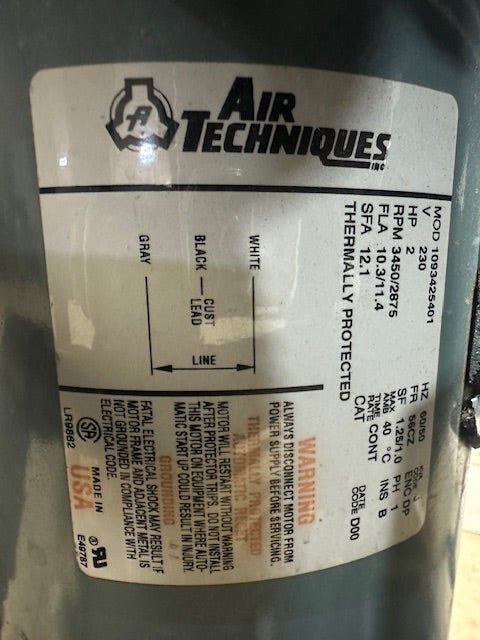 AIR
TECHNIQUES
INC
MOD 1093425401
V 230 HZ 60/50
HP 2 FR 56CZ ENC DP
RPM 3450/2875 SF 1.25/1.0 PH 1
FLA 10.3/11.4 MAX AMB 40 °C INS B
SFA 12.1 TIME RATE CONT
THERMALLY PROTECTED CAT DATE CODE D00
WHITE
BLACK — CUST LEAD
GRAY
LINE
WARNING
ALWAYS DISCONNECT MOTOR FROM
POWER SUPPLY BEFORE SERVICING.
THERMALLY PROTECTED
AUTOMATIC RESET
MOTOR WILL RESTART WITHOUT WARNING
AFTER PROTECTOR TRIPS. DO NOT INSTALL
THIS MOTOR ON EQUIPMENT WHERE AUTO-
MATIC START UP COULD RESULT IN INJURY.
GROUNDING
FATAL ELECTRICAL SHOCK MAY RESULT IF
MOTOR FRAME AND ADJACENT METAL IS
NOT GROUNDED IN COMPLIANCE WITH
ELECTRICAL CODE.
LR9862
MADE IN
USA
E49787